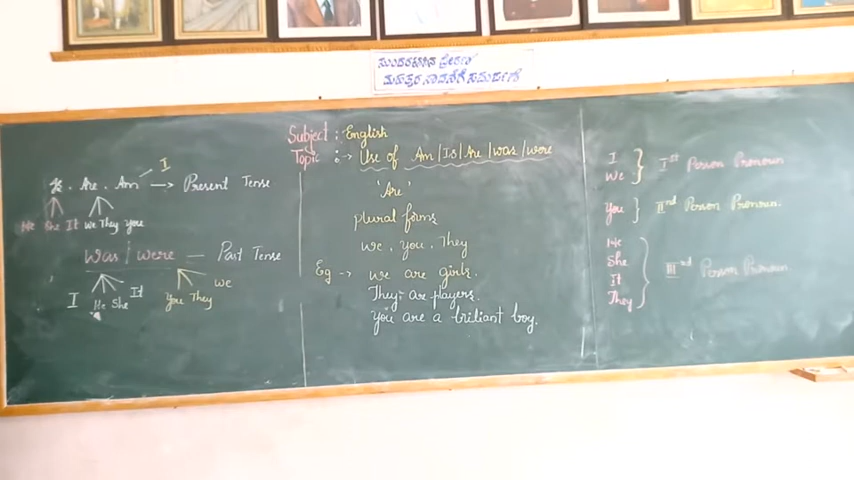 ಸುಂದರಕಾಂಡ ಪ್ರೇರಣೆ
Subject : English
Topic :→ Use of Am/Is/Are/was/were
Is . Are . Am → Present Tense
I
He She It We They You
Was / were — Past Tense
I He She It You They We
'Are'
plural forms
we, you, They
Eg → we are girls.
They are players.
You are a briliant boy.
I
We
Ist Person Pronoun
You
IInd Person Pronoun.
He
She
It
They
IIIrd Person Pronoun